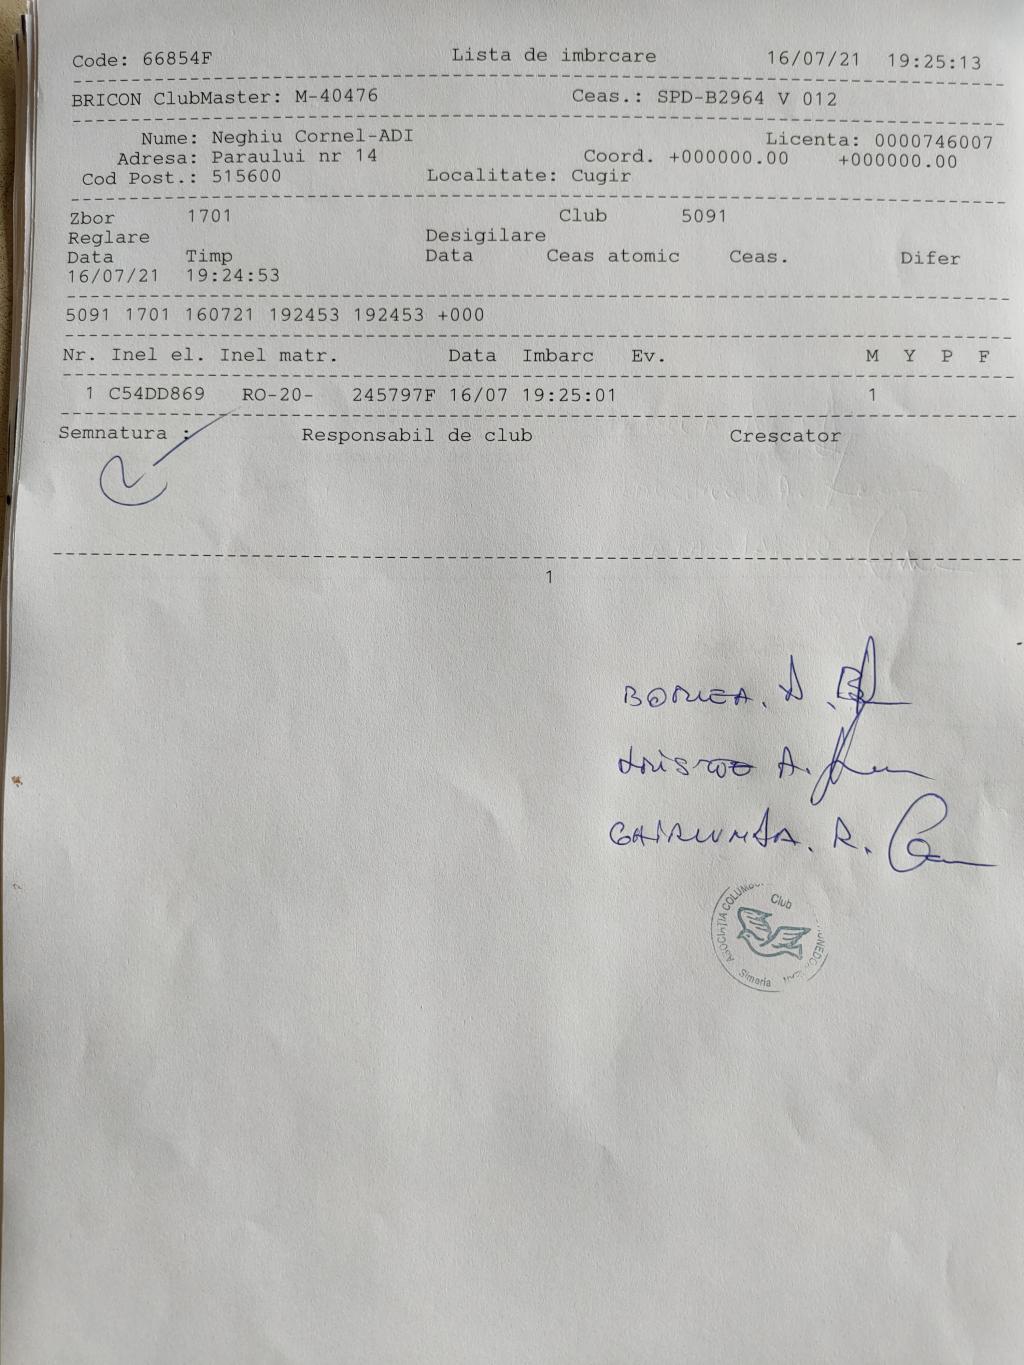 Code: 66854F Lista de imbrcare 16/07/21 19:25:13
BRICON ClubMaster: M-40476 Ceas.: SPD-B2964 V 012
Nume: Neghiu Cornel-ADI Licenta: 0000746007
Adresa: Paraului nr 14 Coord. +000000.00 +000000.00
Cod Post.: 515600 Localitate: Cugir
Zbor 1701 Club 5091
Reglare Desigilare
Data Timp Data Ceas atomic Ceas. Difer
16/07/21 19:24:53
5091 1701 160721 192453 192453 +000
Nr. Inel el. Inel matr. Data Imbarc Ev. M Y P F
1 C54DD869 RO-20- 245797F 16/07 19:25:01 1
Semnatura : Responsabil de club Crescator
1
A.
R.
Club
Simeria